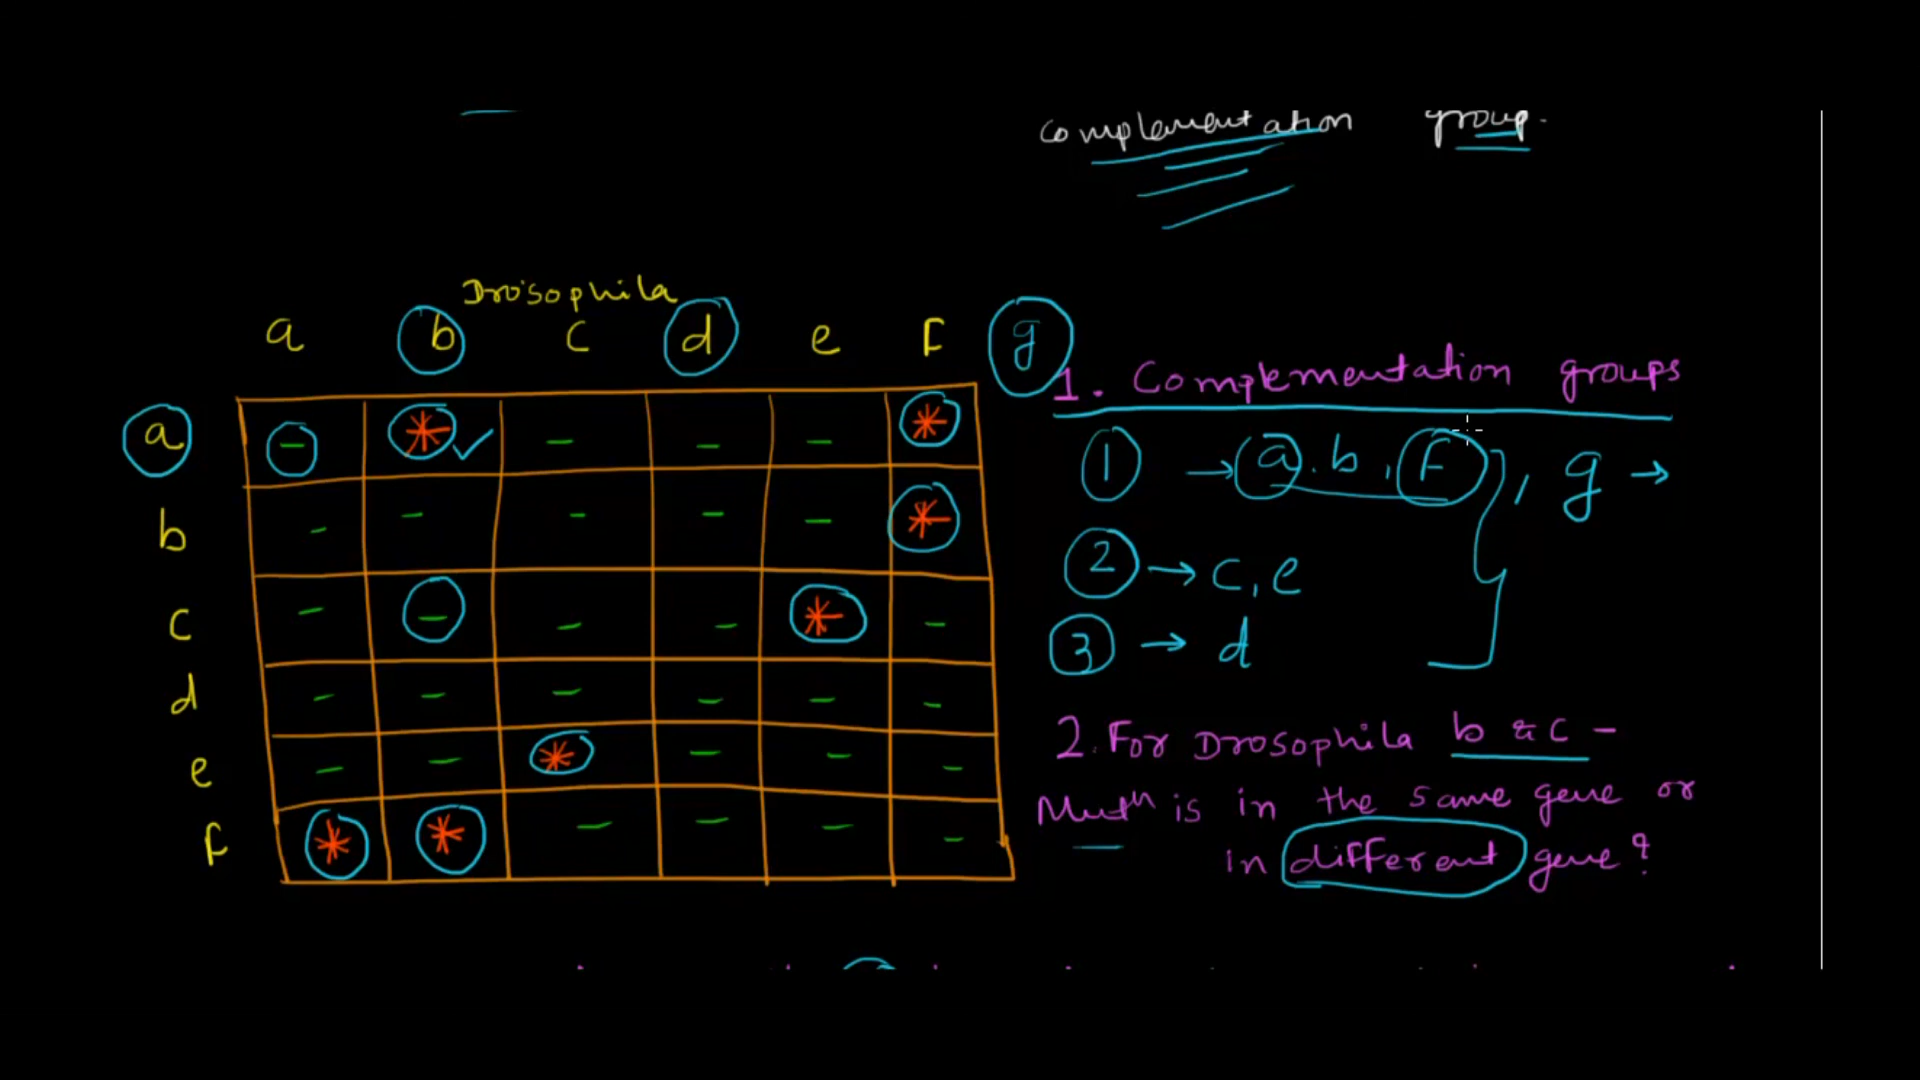 complementation group.
Drosophila
a b c d e f g
a - * ✓ - - - *
b - - - - - *
c - - - - * -
d - - - - - -
e - - * - - -
f * * - - - -
1. Complementation groups
① → a. b, f }, g →
② → c, e
③ → d
2. For Drosophila b & c -
Mutⁿ is in the same gene or
in different gene?